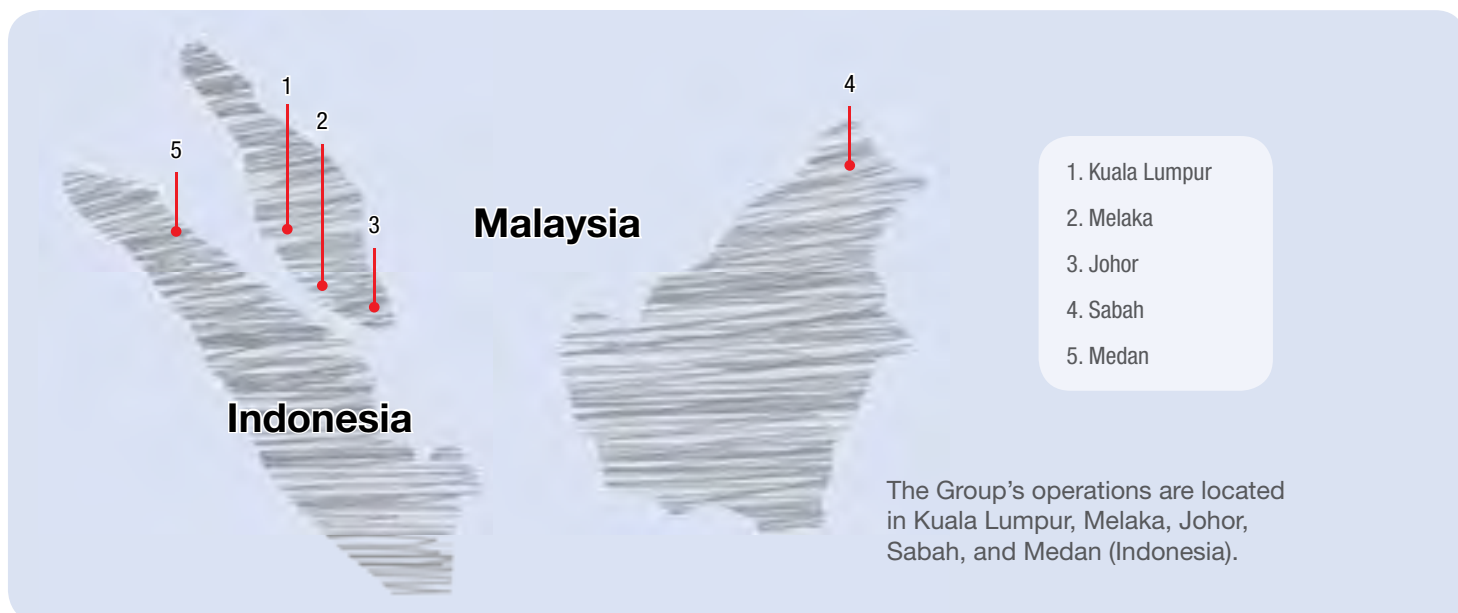 1
2
3
4
5
Malaysia
Indonesia
1. Kuala Lumpur
2. Melaka
3. Johor
4. Sabah
5. Medan
The Group’s operations are located
in Kuala Lumpur, Melaka, Johor,
Sabah, and Medan (Indonesia).